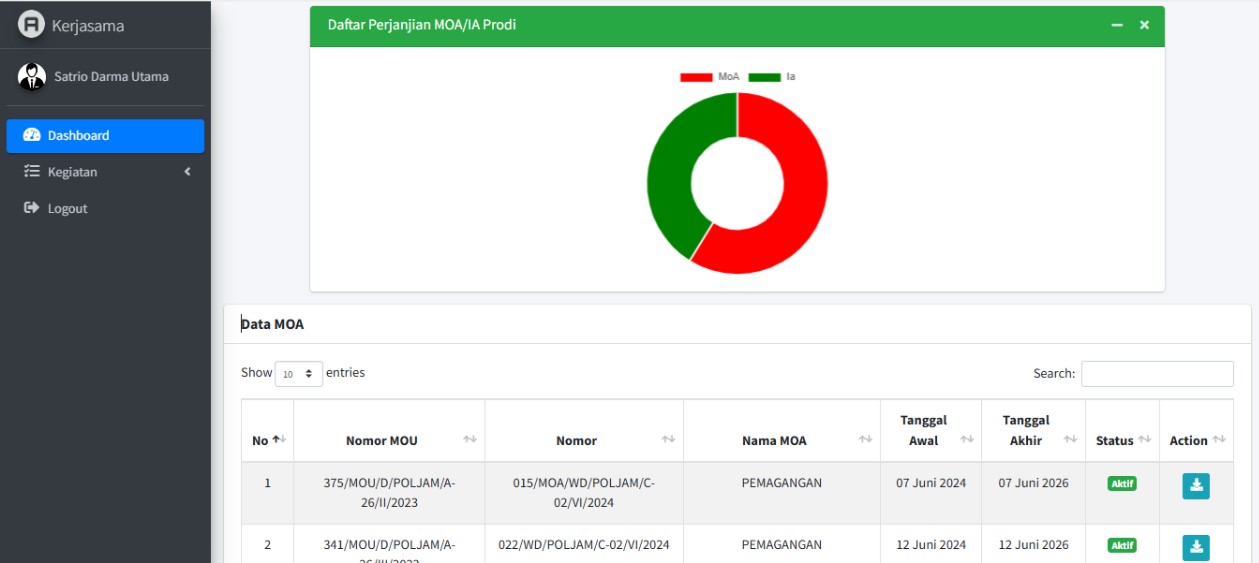 Kerjasama
Satrio Darma Utama
Dashboard
Kegiatan
Logout
Daftar Perjanjian MOA/IA Prodi
MoA Ia
Data MOA
Show 10 entries
Search:
No Nomor MOU Nomor Nama MOA Tanggal Awal Tanggal Akhir Status Action
1 375/MOU/D/POLJAM/A- 015/MOA/WD/POLJAM/C- PEMAGANGAN 07 Juni 2024 07 Juni 2026 Aktif
26/II/2023 02/VI/2024
2 341/MOU/D/POLJAM/A- 022/WD/POLJAM/C-02/VI/2024 PEMAGANGAN 12 Juni 2024 12 Juni 2026 Aktif